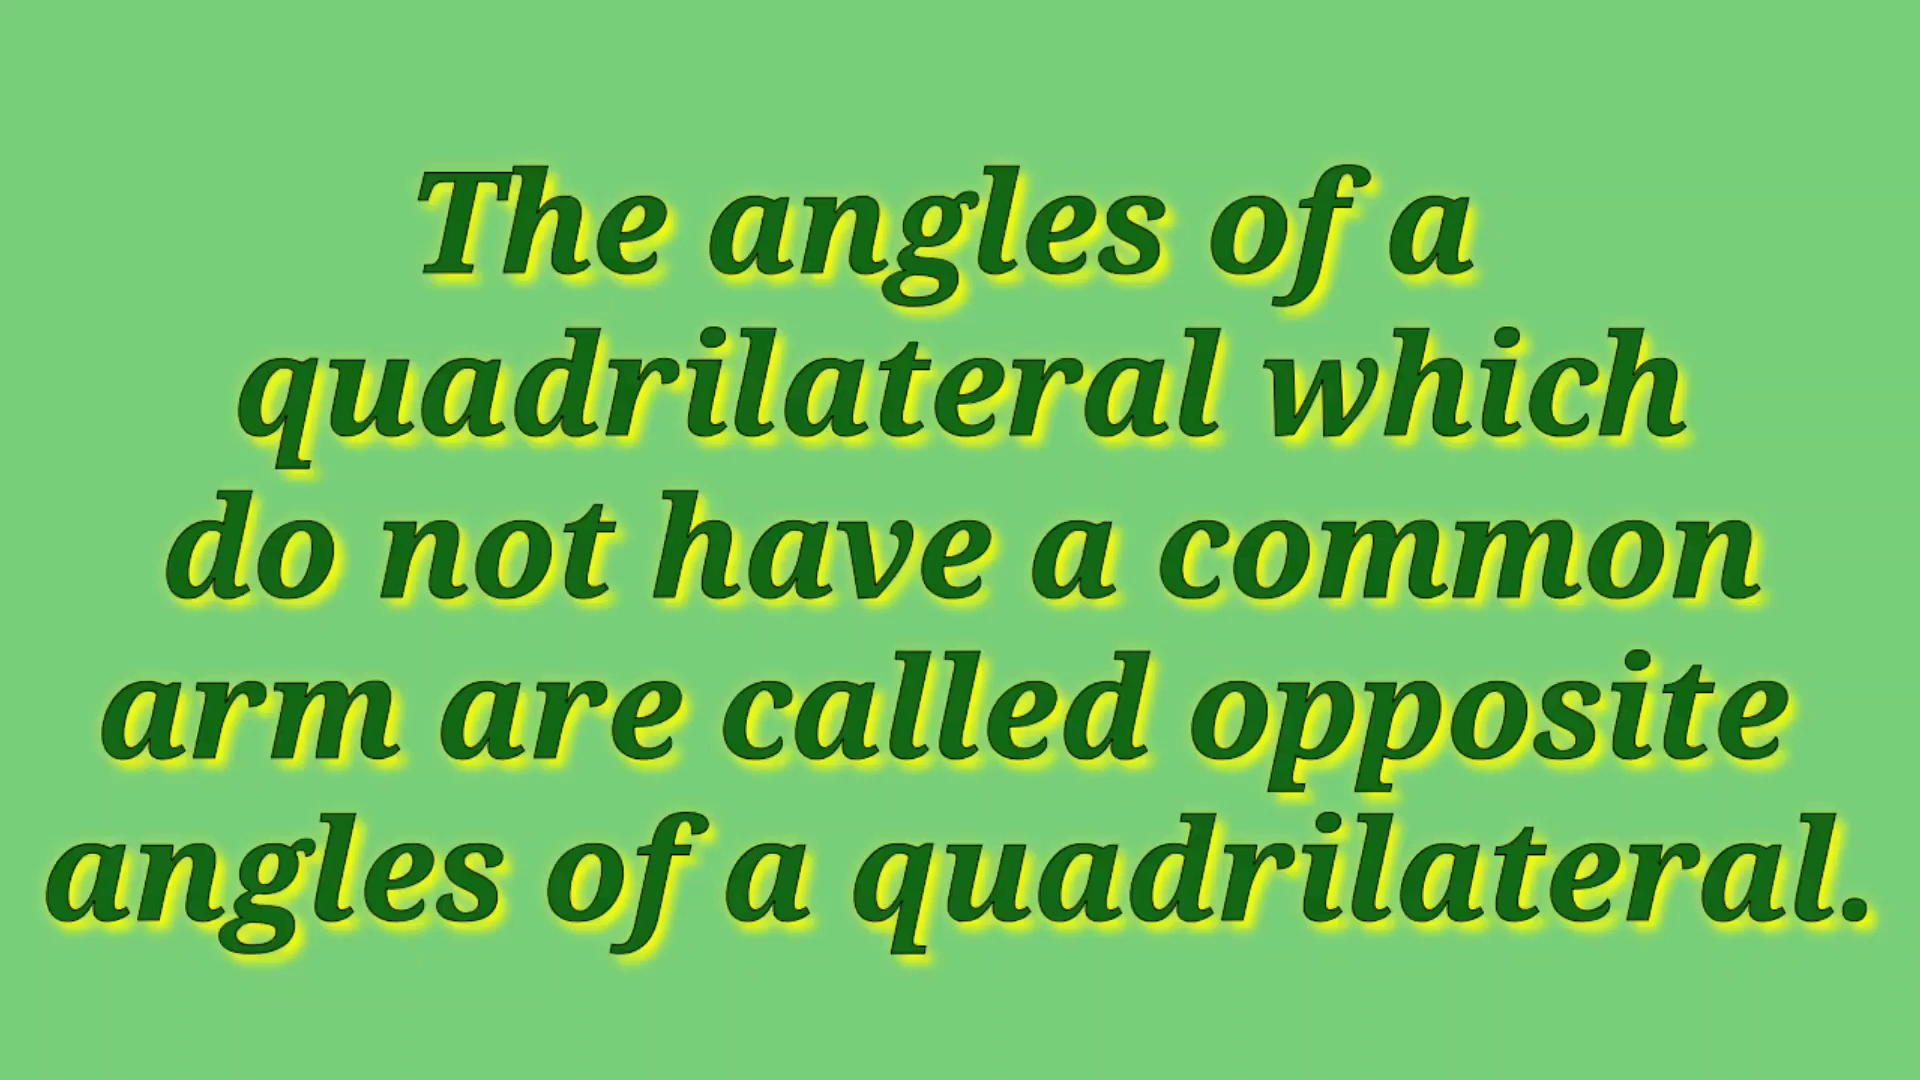 The angles of a
quadrilateral which
do not have a common
arm are called opposite
angles of a quadrilateral.